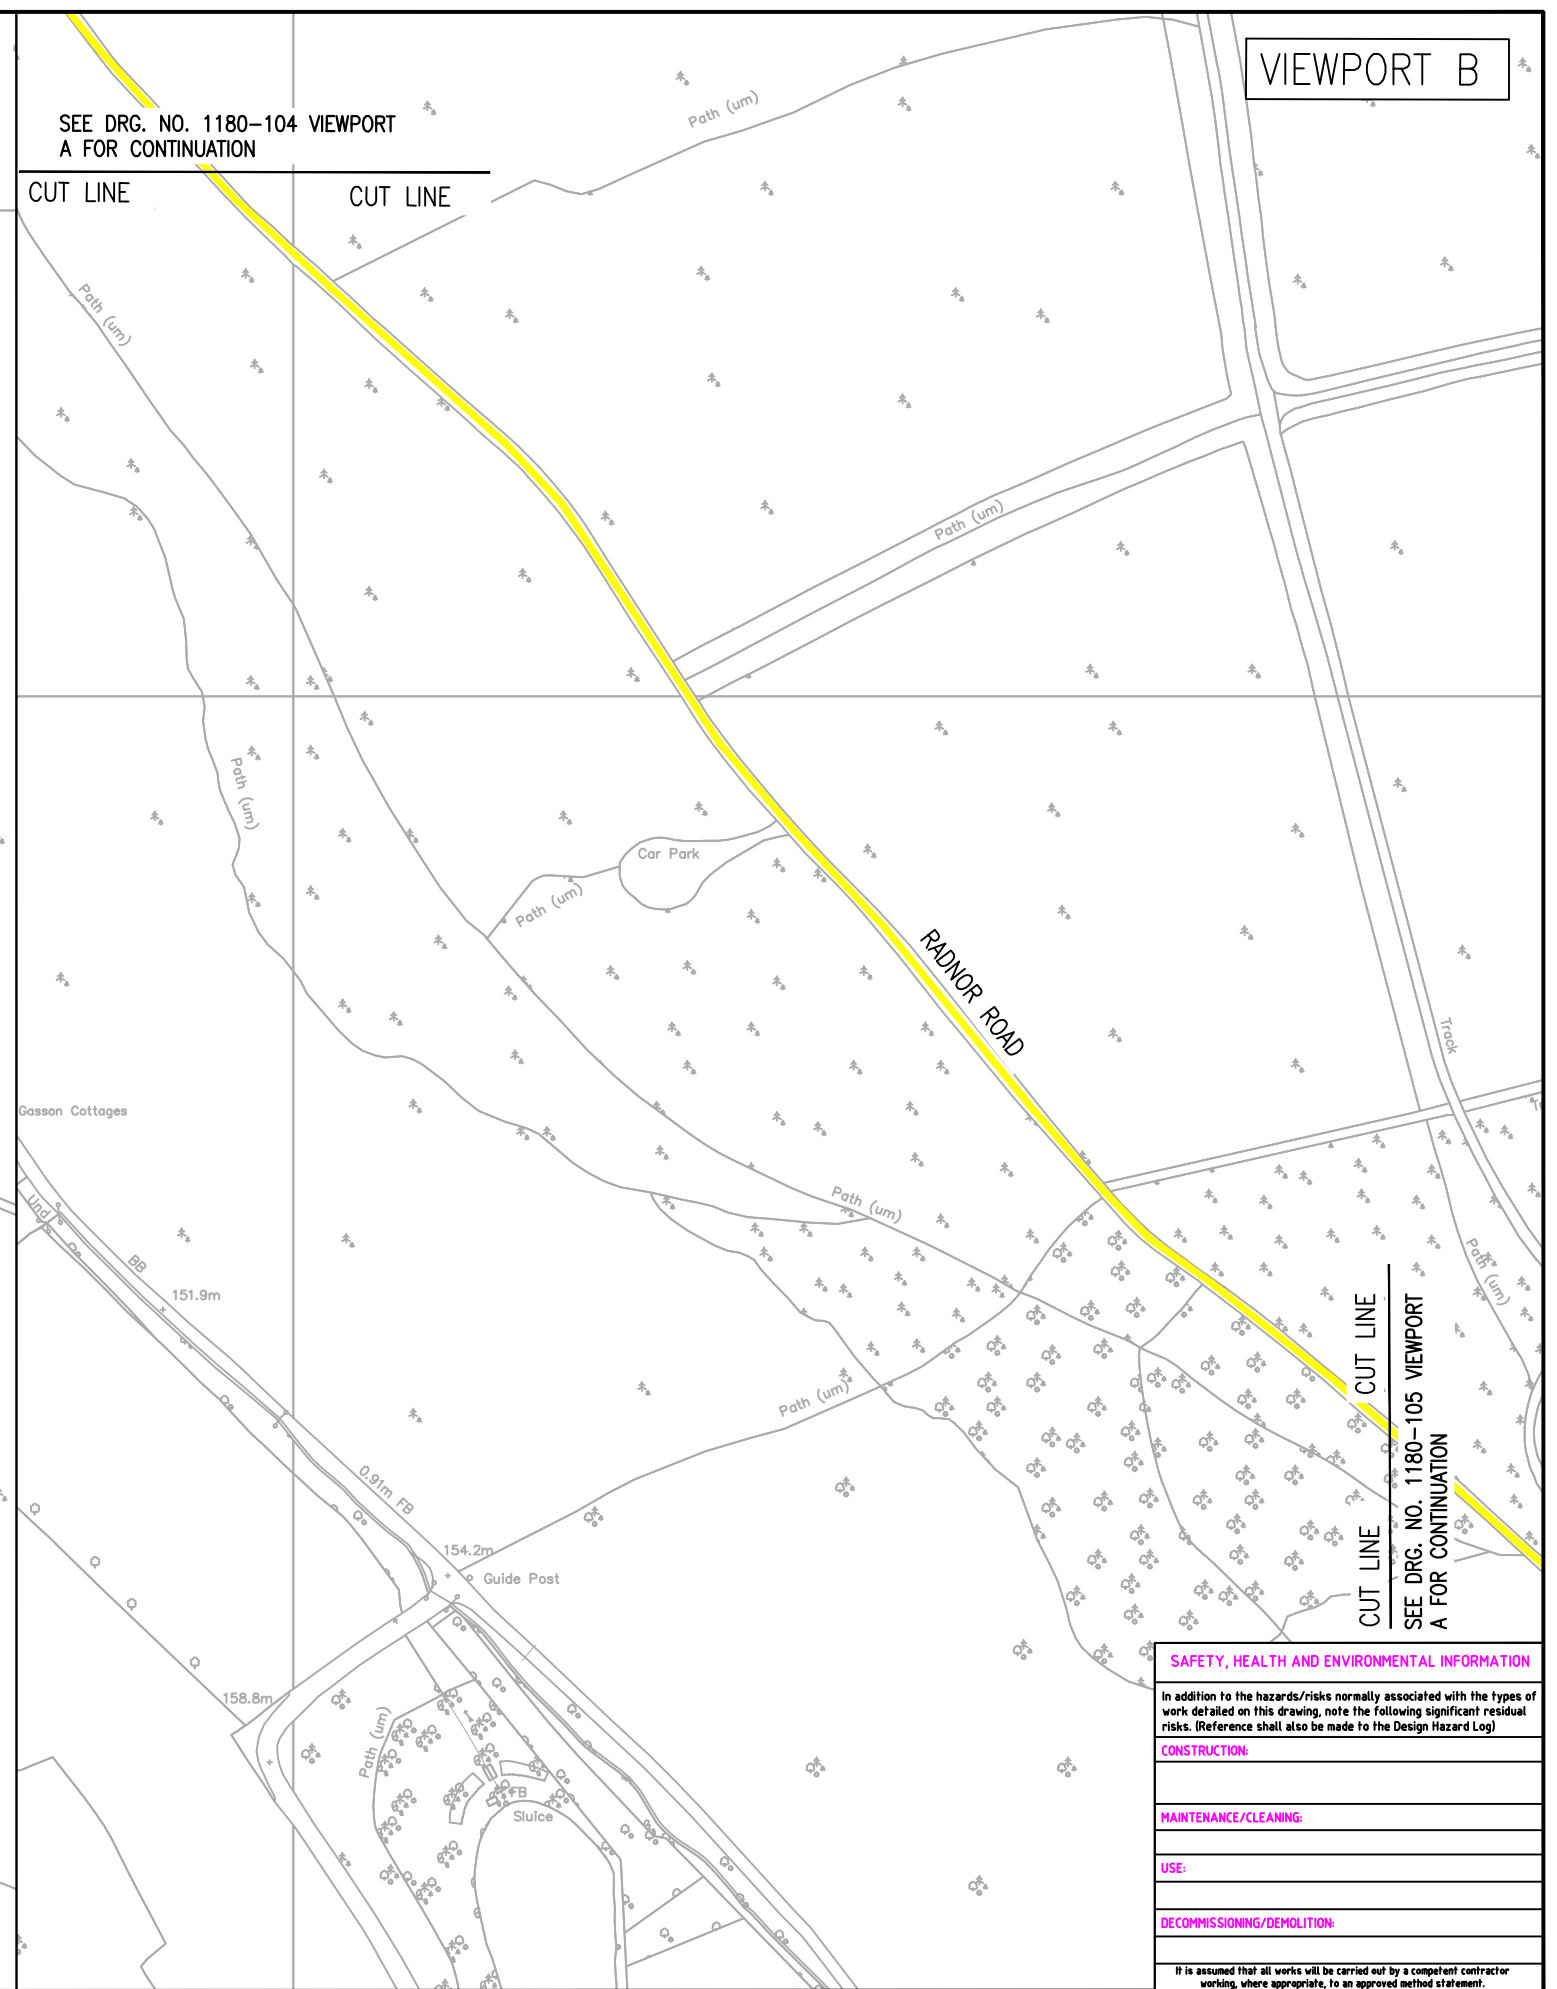 VIEWPORT B
SEE DRG. NO. 1180-104 VIEWPORT
A FOR CONTINUATION
CUT LINE
CUT LINE
Path (um)
Path (um)
Path (um)
Path (um)
Car Park
Path (um)
RADNOR ROAD
Track
Gasson Cottages
Und
BB
151.9m
Path (um)
Path (um)
Path (um)
CUT LINE
CUT LINE
SEE DRG. NO. 1180-105 VIEWPORT
A FOR CONTINUATION
0.91m FB
154.2m
Guide Post
158.8m
Path (um)
FB
Sluice
SAFETY, HEALTH AND ENVIRONMENTAL INFORMATION
In addition to the hazards/risks normally associated with the types of
work detailed on this drawing, note the following significant residual
risks. (Reference shall also be made to the Design Hazard Log)
CONSTRUCTION:
MAINTENANCE/CLEANING:
USE:
DECOMMISSIONING/DEMOLITION:
It is assumed that all works will be carried out by a competent contractor
working, where appropriate, to an approved method statement.